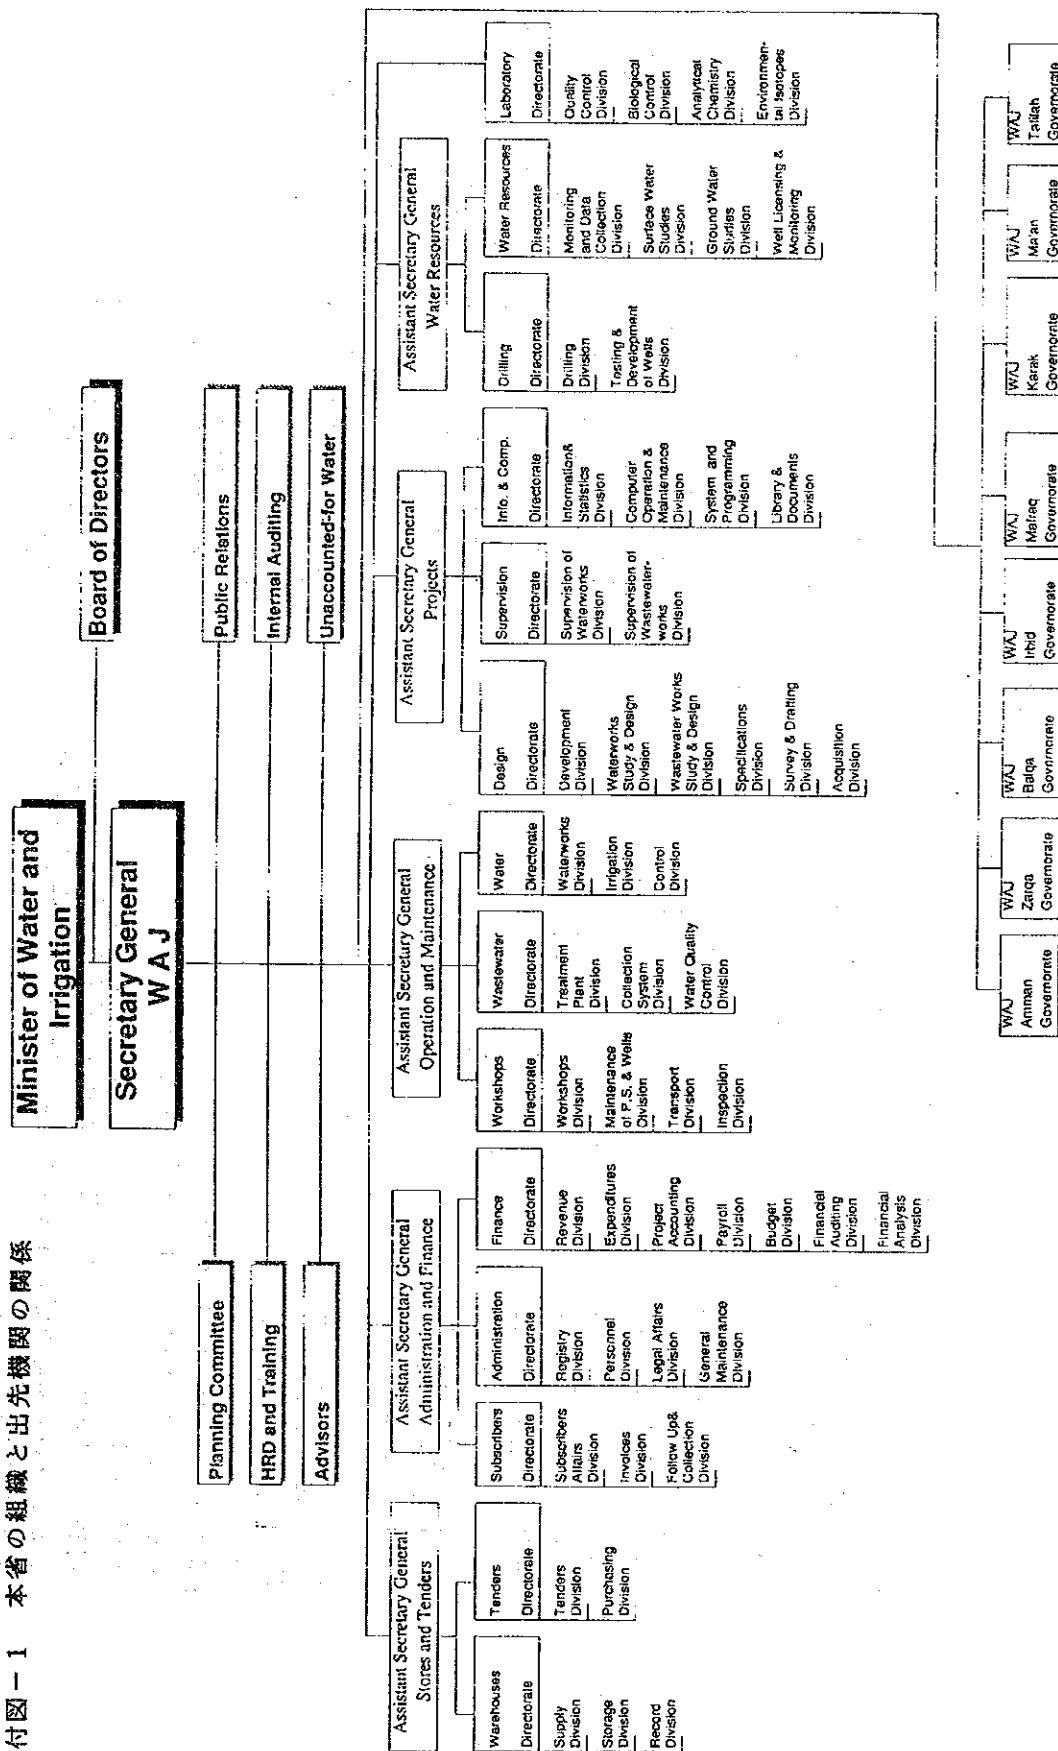 付図－1 本省の組織と出先機関の関係
Minister of Water and
Irrigation
Board of Directors
Secretary General
W A J
Planning Committee
Public Relations
HRD and Training
Internal Auditing
Advisors
Unaccounted-for Water
Assistant Secretary General
Stores and Tenders
Warehouses
Directorate
Supply
Division
Storage
Division
Record
Division
Tenders
Directorate
Tenders
Division
Purchasing
Division
Assistant Secretary General
Administration and Finance
Subscribers
Directorate
Subscribers
Affairs
Division
Invoices
Division
Follow Up&
Collection
Division
Administration
Directorate
Registry
Division
Personnel
Division
Legal Affairs
Division
General
Maintenance
Division
Finance
Directorate
Revenue
Division
Expenditures
Division
Project
Accounting
Division
Payroll
Division
Budget
Division
Financial
Auditing
Division
Financial
Analysis
Division
Assistant Secretary General
Operation and Maintenance
Workshops
Directorate
Workshops
Division
Maintenance
of P.S. & Wells
Division
Transport
Division
Inspection
Division
Wastewater
Directorate
Treatment
Plant
Division
Collection
System
Division
Water Quality
Control
Division
Water
Directorate
Waterworks
Division
Irrigation
Division
Control
Division
Assistant Secretary General
Projects
Design
Directorate
Development
Division
Waterworks
Study & Design
Division
Wastewater Works
Study & Design
Division
Specifications
Division
Survey & Drafting
Division
Acquisition
Division
Supervision
Directorate
Supervision of
Waterworks
Division
Supervision of
Wastewater-
works
Division
Info. & Comp.
Directorate
Information&
Statistics
Division
Computer
Operation &
Maintenance
Division
System and
Programming
Division
Library &
Documents
Division
Assistant Secretary General
Water Resources
Drilling
Directorate
Drilling
Division
Testing &
Development
of Wells
Division
Water Resources
Directorate
Monitoring
and Data
Collection
Division
Surface Water
Studies
Division
Ground Water
Studies
Division
Well Licensing &
Monitoring
Division
Laboratory
Directorate
Quality
Control
Division
Biological
Control
Division
Analytical
Chemistry
Division
Environmen-
tal Isotopes
Division
WAJ
Amman
Governorate
WAJ
Zarqa
Governorate
WAJ
Balqa
Governorate
WAJ
Irbid
Governorate
WAJ
Mafraq
Governorate
WAJ
Karak
Governorate
WAJ
Ma'an
Governorate
WAJ
Tafilah
Governorate